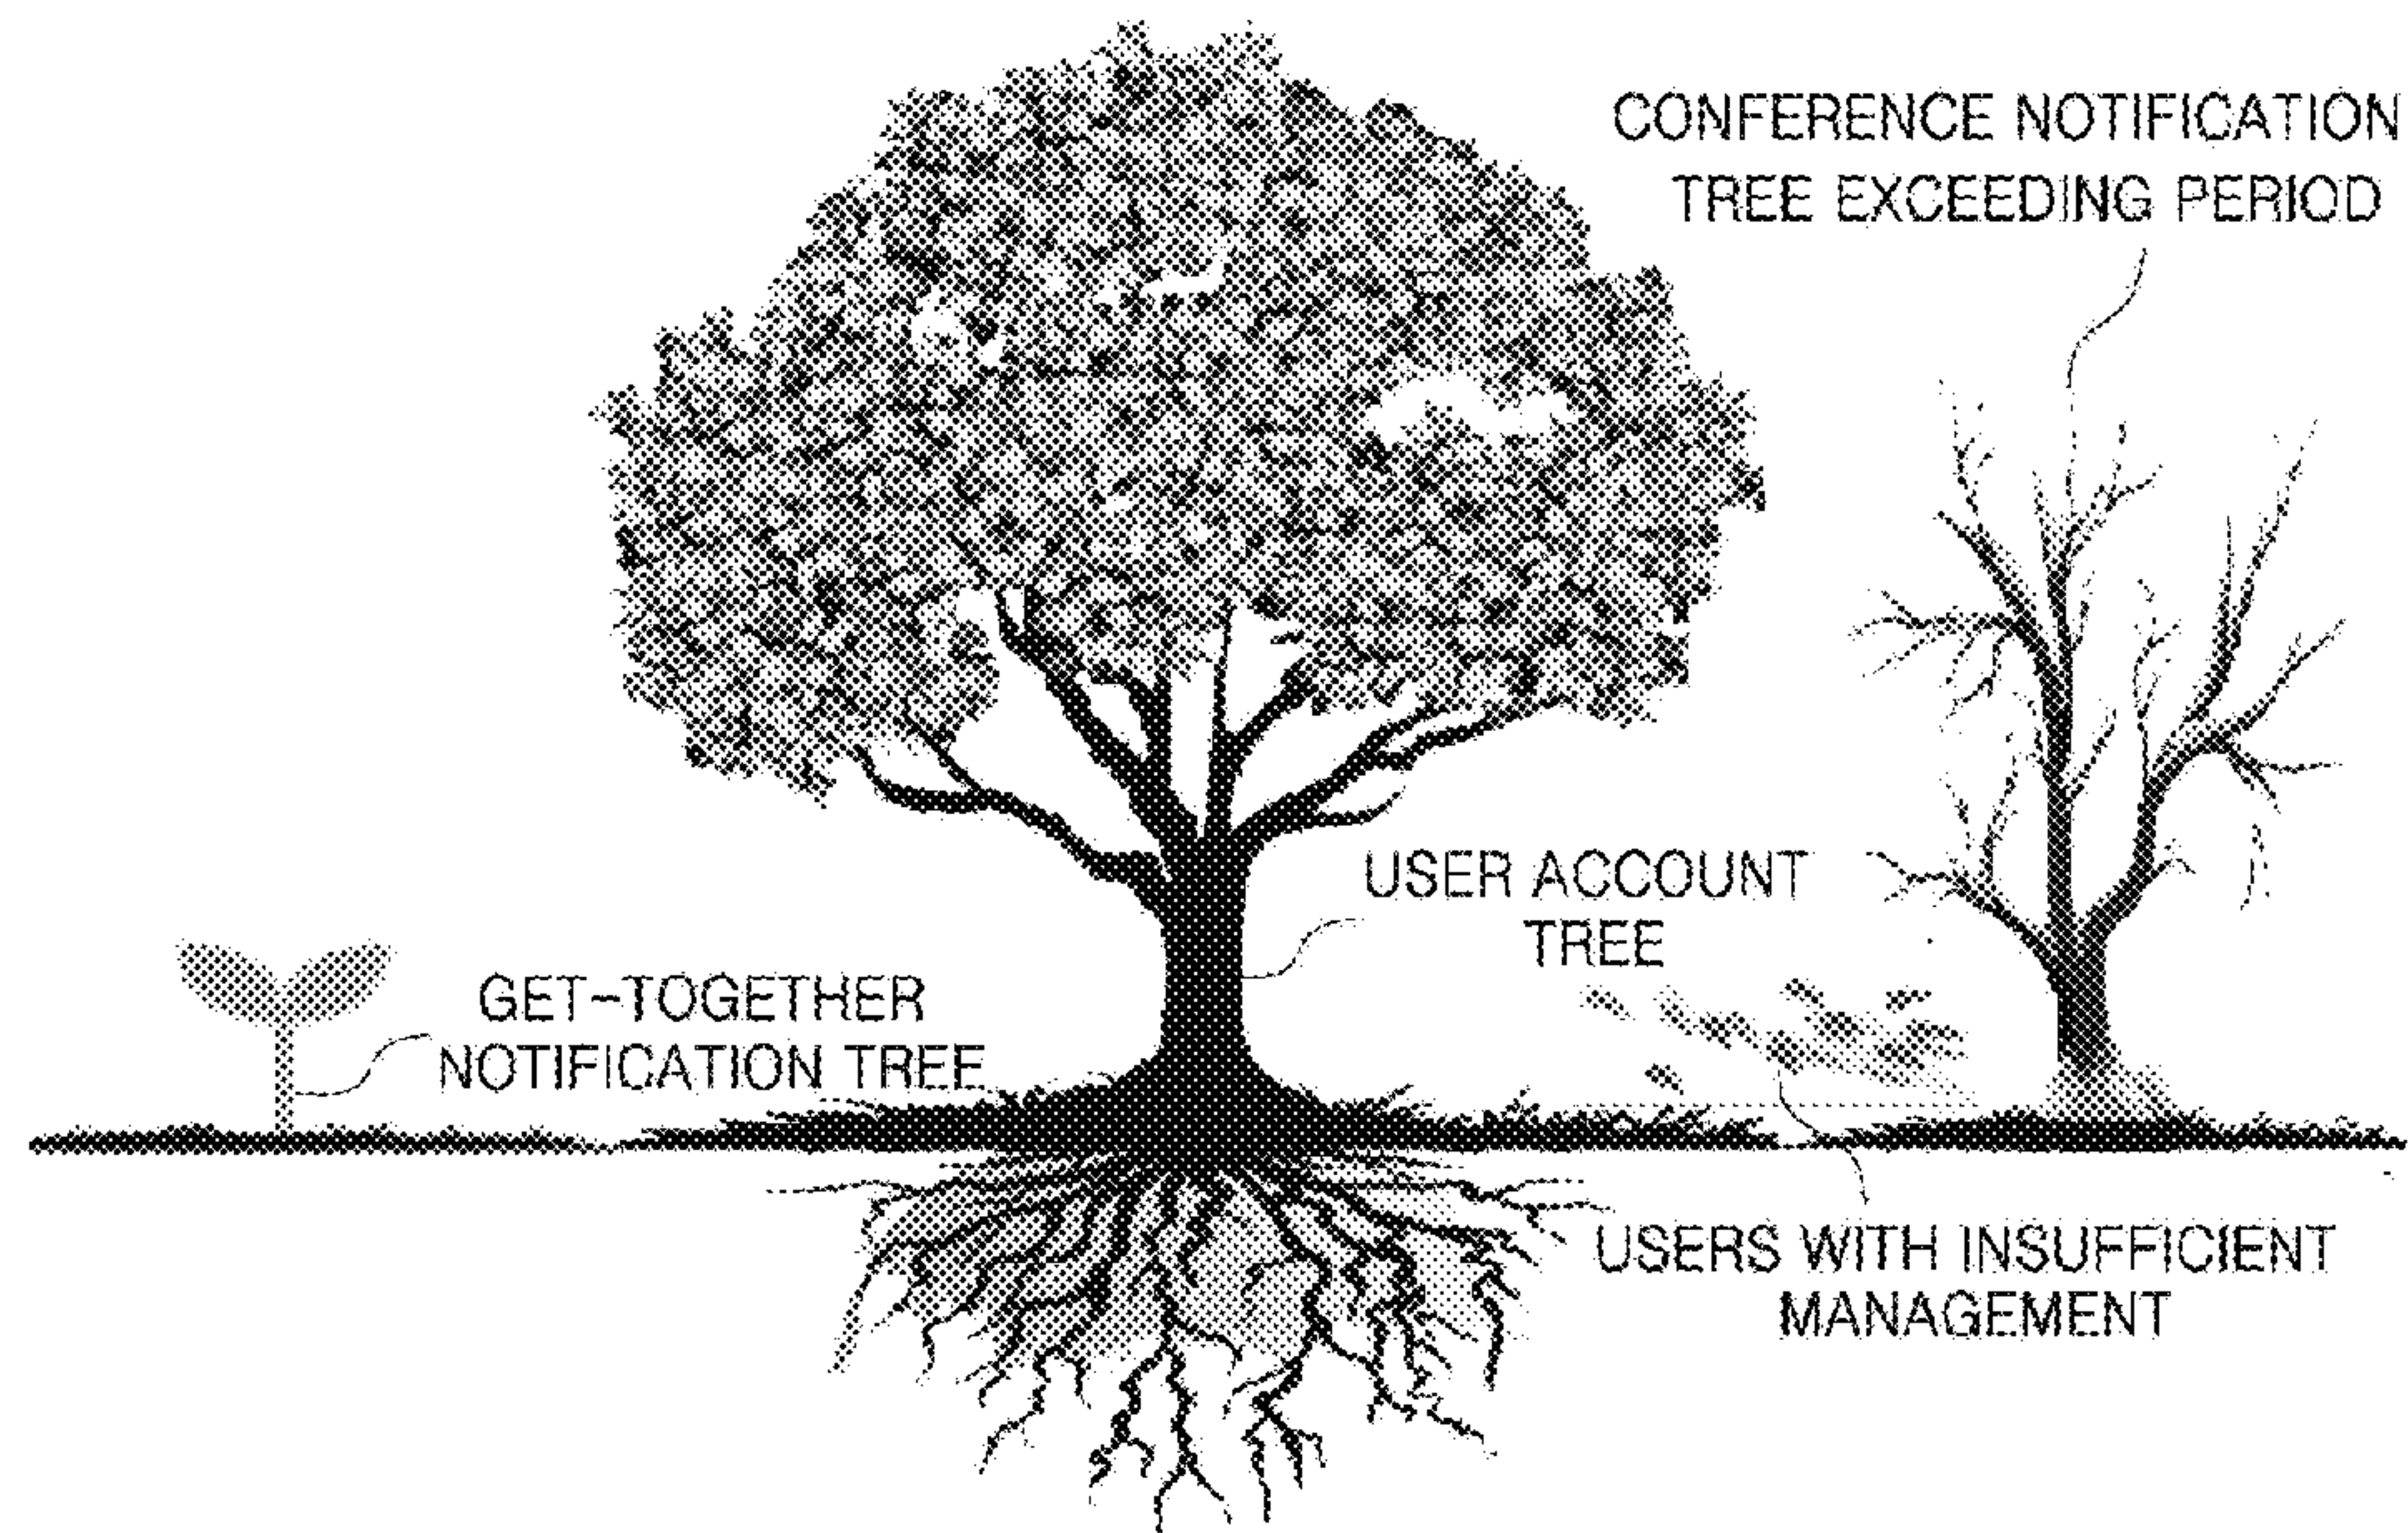 CONFERENCE NOTIFICATION
TREE EXCEEDING PERIOD
USER ACCOUNT
TREE
GET-TOGETHER
NOTIFICATION TREE
USERS WITH INSUFFICIENT
MANAGEMENT